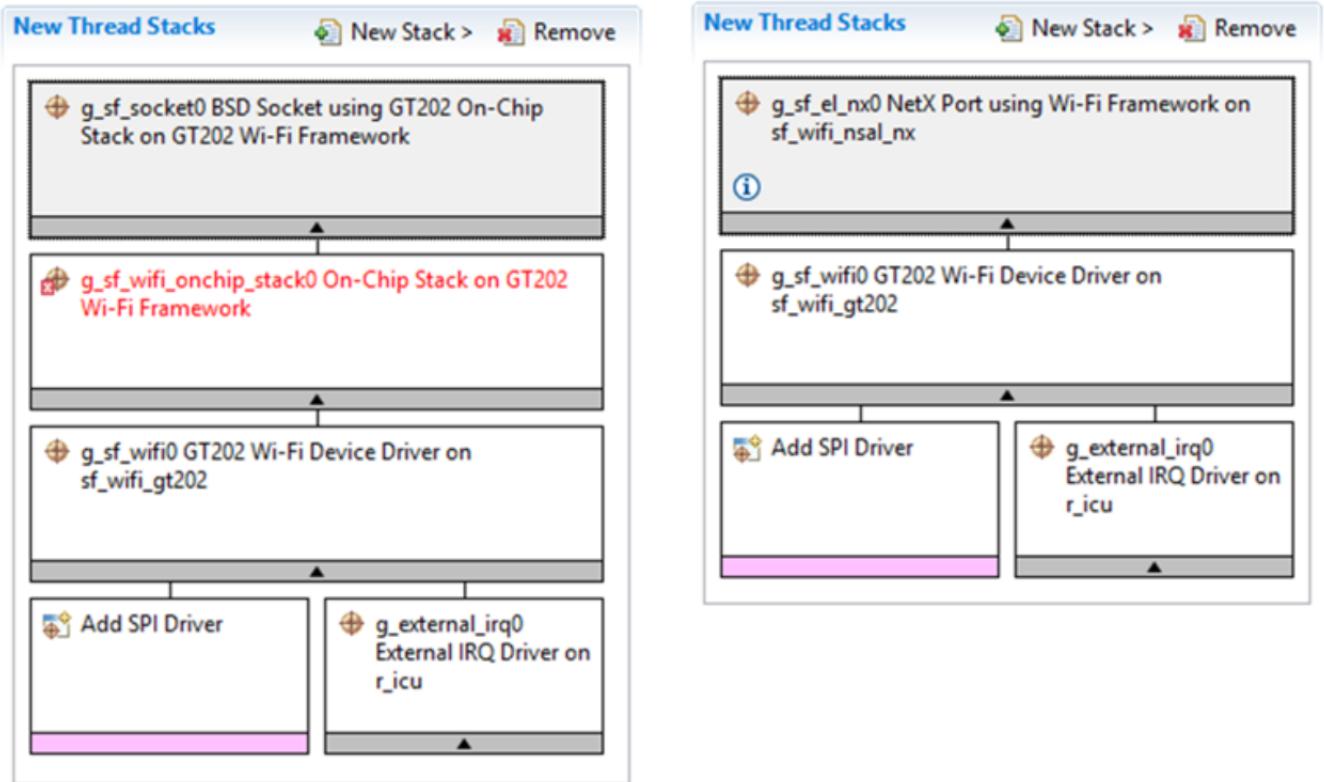 New Thread Stacks
New Stack >
Remove
g_sf_socket0 BSD Socket using GT202 On-Chip
Stack on GT202 Wi-Fi Framework
g_sf_wifi_onchip_stack0 On-Chip Stack on GT202
Wi-Fi Framework
g_sf_wifi0 GT202 Wi-Fi Device Driver on
sf_wifi_gt202
Add SPI Driver
g_external_irq0
External IRQ Driver on
r_icu
New Thread Stacks
New Stack >
Remove
g_sf_el_nx0 NetX Port using Wi-Fi Framework on
sf_wifi_nsal_nx
g_sf_wifi0 GT202 Wi-Fi Device Driver on
sf_wifi_gt202
Add SPI Driver
g_external_irq0
External IRQ Driver on
r_icu